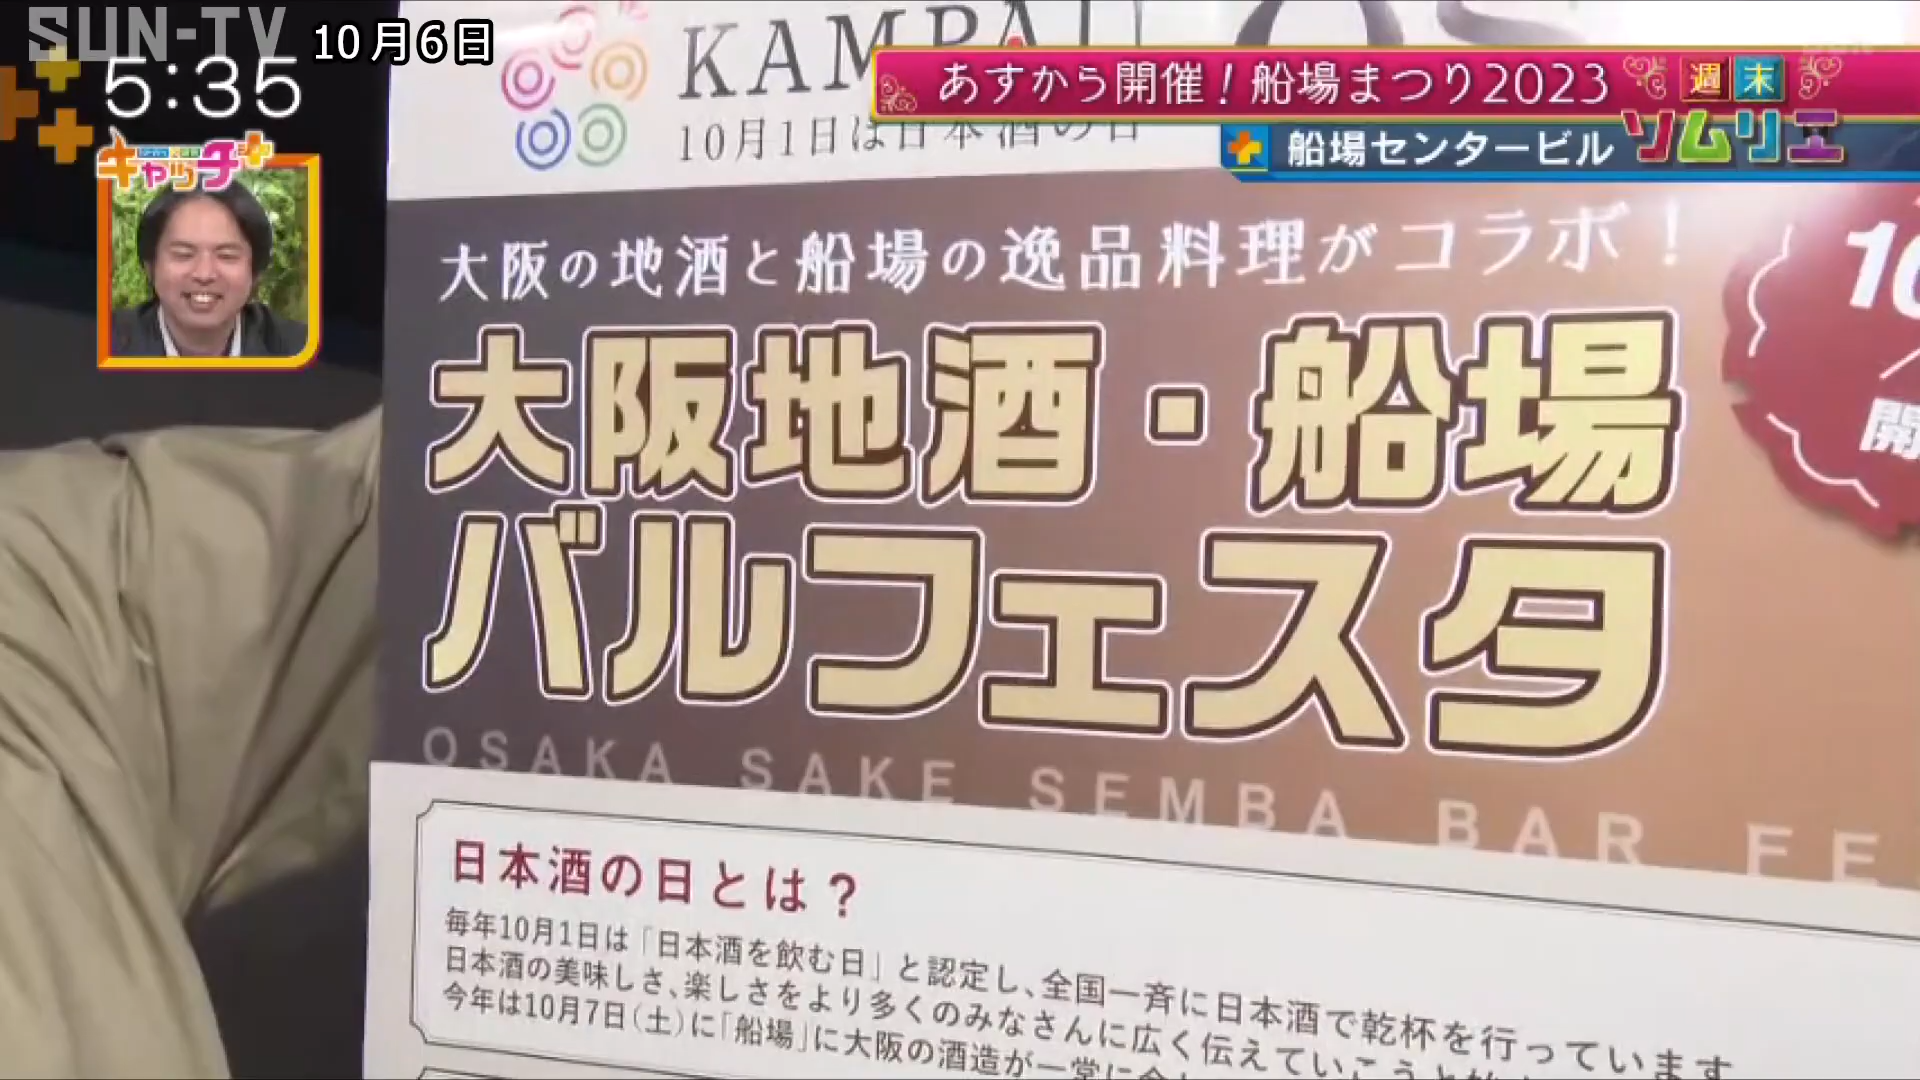 SUN-TV
10月6日
5:35
キャッチ+
あすから開催!船場まつり2023
週末
ソムリエ
船場センタービル
KAMPAI
10月1日は日本酒の日
大阪の地酒と船場の逸品料理がコラボ!
大阪地酒・船場
バルフェスタ
OSAKA SAKE SEMBA BAR FE
10
開
日本酒の日とは?
毎年10月1日は「日本酒を飲む日」と認定し、全国一斉に日本酒で乾杯を行っています
日本酒の美味しさ、楽しさをより多くのみなさんに広く伝えていこうと
今年は10月7日(土)に「船場」に大阪の酒造が一堂に